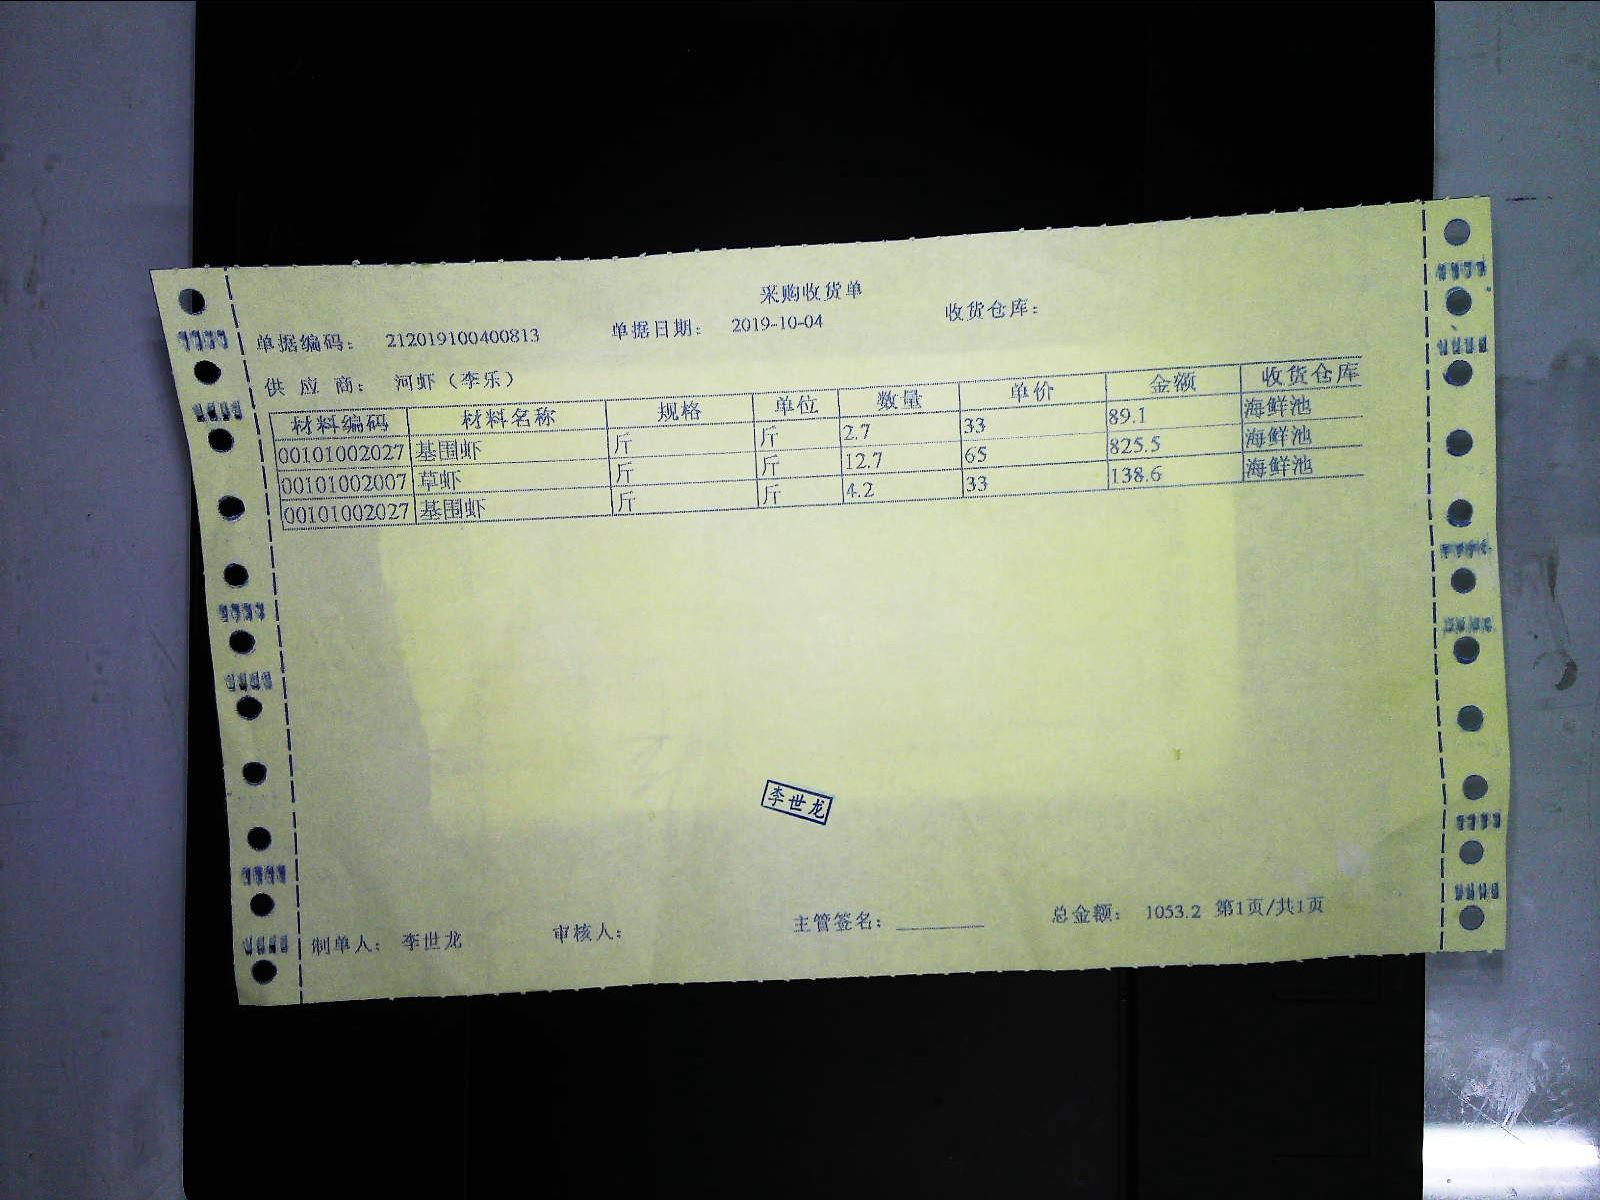 采购收货单
单据编码: 212019100400813 单据日期: 2019-10-04 收货仓库:
供 应 商: 河虾（李乐）
材料编码 材料名称 规格 单位 数量 单价 金额 收货仓库
00101002027 基围虾 斤 斤 2.7 33 89.1 海鲜池
00101002007 草虾 斤 斤 12.7 65 825.5 海鲜池
00101002027 基围虾 斤 斤 4.2 33 138.6 海鲜池
李世龙
制单人: 李世龙 审核人: 主管签名: ________ 总金额: 1053.2 第1页/共1页